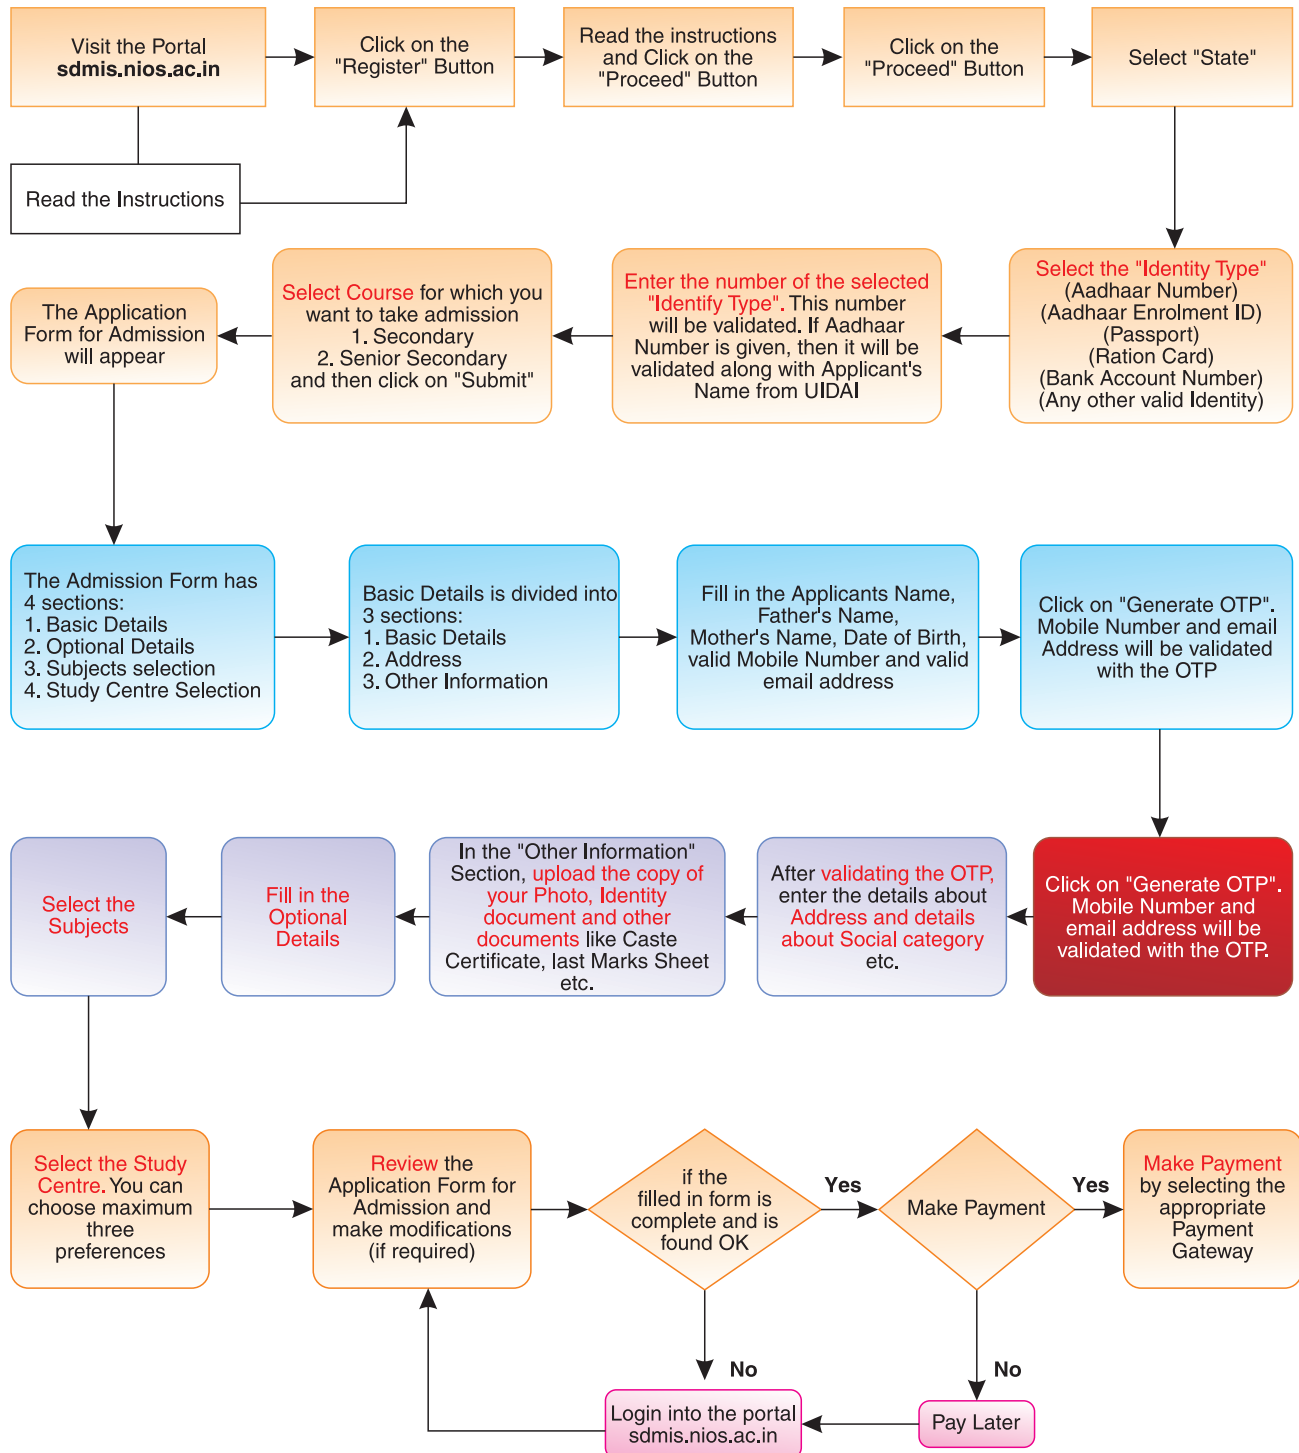 Visit the Portal
sdmis.nios.ac.in
Click on the
"Register" Button
Read the instructions
and Click on the
"Proceed" Button
Click on the
"Proceed" Button
Select "State"
Read the Instructions
Select the "Identity Type"
(Aadhaar Number)
(Aadhaar Enrolment ID)
(Passport)
(Ration Card)
(Bank Account Number)
(Any other valid Identity)
Enter the number of the selected
"Identify Type". This number
will be validated. If Aadhaar
Number is given, then it will be
validated along with Applicant's
Name from UIDAI
Select Course for which you
want to take admission
1. Secondary
2. Senior Secondary
and then click on "Submit"
The Application
Form for Admission
will appear
The Admission Form has
4 sections:
1. Basic Details
2. Optional Details
3. Subjects selection
4. Study Centre Selection
Basic Details is divided into
3 sections:
1. Basic Details
2. Address
3. Other Information
Fill in the Applicants Name,
Father's Name,
Mother's Name, Date of Birth,
valid Mobile Number and valid
email address
Click on "Generate OTP".
Mobile Number and email
Address will be validated
with the OTP
Click on "Generate OTP".
Mobile Number and
email address will be
validated with the OTP.
After validating the OTP,
enter the details about
Address and details
about Social category
etc.
In the "Other Information"
Section, upload the copy of
your Photo, Identity
document and other
documents like Caste
Certificate, last Marks Sheet
etc.
Fill in the
Optional
Details
Select the
Subjects
Select the Study
Centre. You can
choose maximum
three
preferences
Review the
Application Form for
Admission and
make modifications
(if required)
if the
filled in form is
complete and is
found OK
Yes
Make Payment
Yes
Make Payment
by selecting the
appropriate
Payment
Gateway
No
No
Login into the portal
sdmis.nios.ac.in
Pay Later